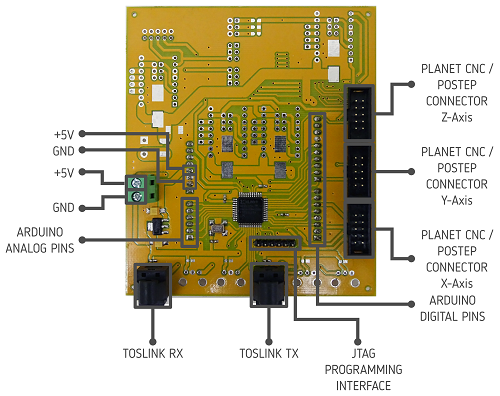 PLANET CNC /
POSTEP
CONNECTOR
Z-Axis
+5V
GND
+5V
GND
PLANET CNC /
POSTEP
CONNECTOR
Y-Axis
ARDUINO
ANALOG PINS
PLANET CNC /
POSTEP
CONNECTOR
X-Axis
ARDUINO
DIGITAL PINS
TOSLINK RX
TOSLINK TX
JTAG
PROGRAMMING
INTERFACE